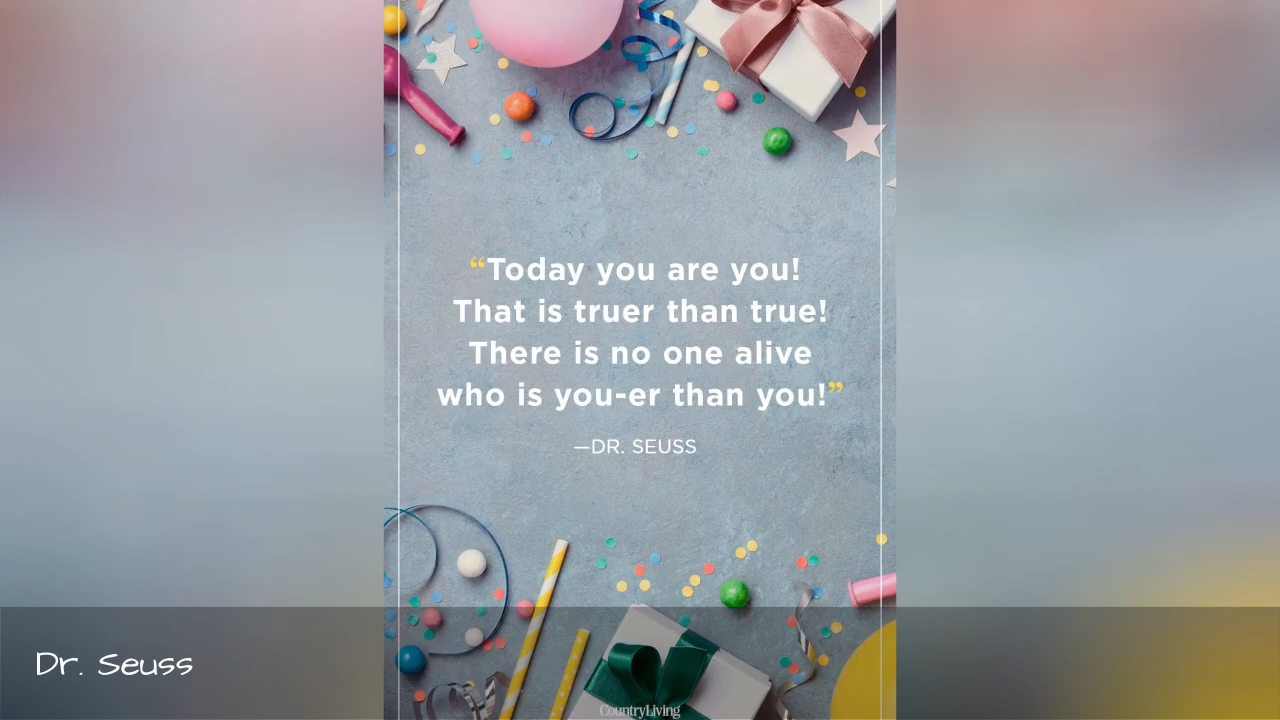 “Today you are you!
That is truer than true!
There is no one alive
who is you-er than you!”
—DR. SEUSS
Dr. Seuss
CountryLiving